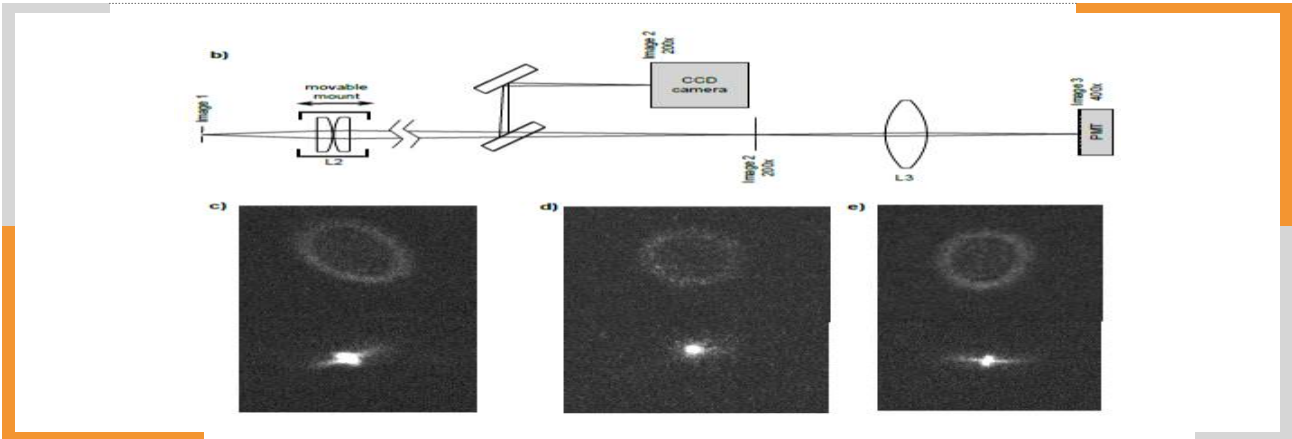 b)
Image 2
200x
CCD
camera
movable
mount
Image 1
L2
Image 2
200x
L3
Image 3
400x
PMT
c)
d)
e)